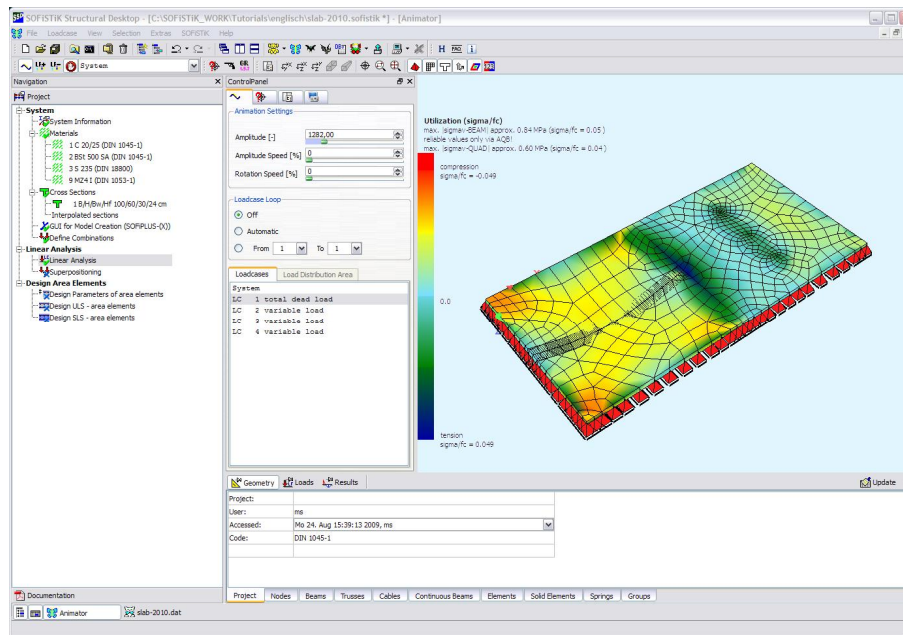 SOFiSTiK Structural Desktop - [C:\SOFiSTiK_WORK\Tutorials\englisch\slab-2010.sofistik *] - [Animator]
File Loadcase View Selection Extras SOFiSTiK Help
System
Navigation
Project
System
System Information
Materials
1 C 20/25 (DIN 1045-1)
2 BSt 500 SA (DIN 1045-1)
3 S 235 (DIN 18800)
9 MZ4 I (DIN 1053-1)
Cross Sections
1 B/H/Bw/Hf 100/60/30/24 cm
Interpolated sections
GUI for Model Creation (SOFiPLUS-(X))
Define Combinations
Linear Analysis
Linear Analysis
Superpositioning
Design Area Elements
Design Parameters of area elements
Design ULS - area elements
Design SLS - area elements
Documentation
ControlPanel
Animation Settings
Amplitude [-] 1282,00
Amplitude Speed [%] 0
Rotation Speed [%] 0
Loadcase Loop
Off
Automatic
From 1 To 1
Loadcases Load Distribution Area
System
LC 1 total dead load
LC 2 variable load
LC 3 variable load
LC 4 variable load
Utilization (sigma/fc)
max. |sigmav-BEAM| approx. 0.84 MPa (sigma/fc = 0.05 )
reliable values only via AQB!
max. |sigmav-QUAD| approx. 0.60 MPa (sigma/fc = 0.04 )
compression
sigma/fc = -0.049
0.0
tension
sigma/fc = 0.049
Geometry Loads Results Update
Project:
User: ms
Accessed: Mo 24. Aug 15:39:13 2009, ms
Code: DIN 1045-1
Project Nodes Beams Trusses Cables Continuous Beams Elements Solid Elements Springs Groups
Animator slab-2010.dat